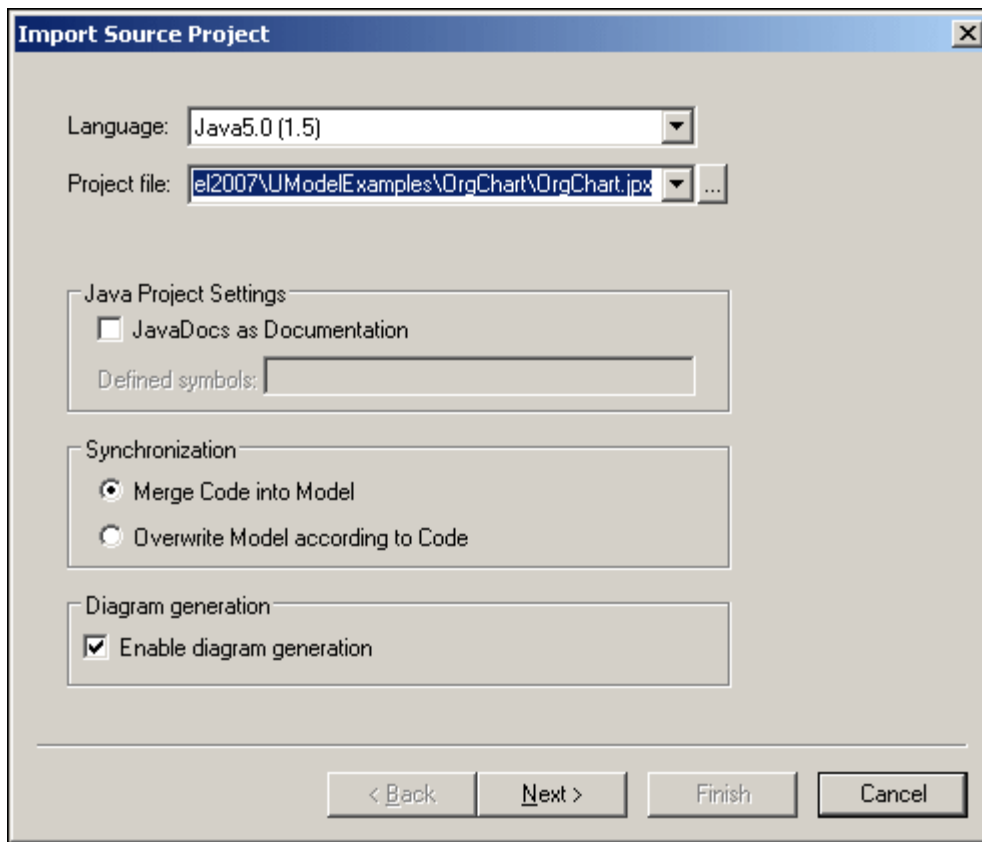 Import Source Project
Language: Java5.0 (1.5)
Project file: el2007\UModelExamples\OrgChart\OrgChart.jpx ...
Java Project Settings
JavaDocs as Documentation
Defined symbols:
Synchronization
Merge Code into Model
Overwrite Model according to Code
Diagram generation
Enable diagram generation
< Back Next > Finish Cancel